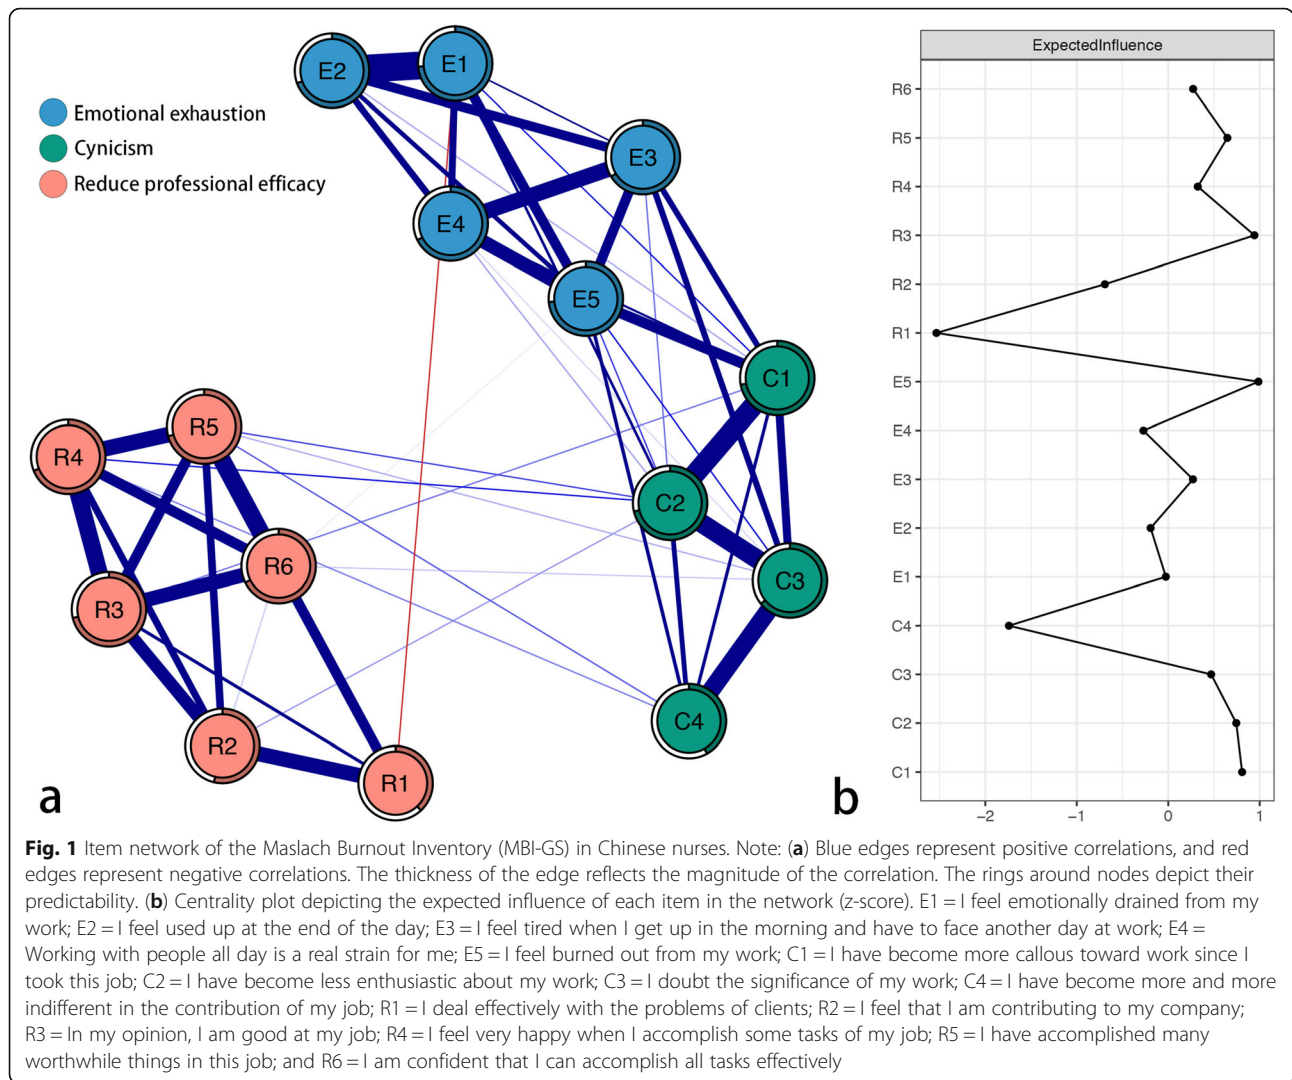 E2
E1
Emotional exhaustion
Cynicism
Reduce professional efficacy
E3
E4
E5
C1
R5
R4
C2
R6
C3
R3
R2
C4
R1
a
ExpectedInfluence
R6
R5
R4
R3
R2
R1
E5
E4
E3
E2
E1
C4
C3
C2
C1
−2 −1 0 1
b
Fig. 1 Item network of the Maslach Burnout Inventory (MBI-GS) in Chinese nurses. Note: (a) Blue edges represent positive correlations, and red
edges represent negative correlations. The thickness of the edge reflects the magnitude of the correlation. The rings around nodes depict their
predictability. (b) Centrality plot depicting the expected influence of each item in the network (z-score). E1 = I feel emotionally drained from my
work; E2 = I feel used up at the end of the day; E3 = I feel tired when I get up in the morning and have to face another day at work; E4 =
Working with people all day is a real strain for me; E5 = I feel burned out from my work; C1 = I have become more callous toward work since I
took this job; C2 = I have become less enthusiastic about my work; C3 = I doubt the significance of my work; C4 = I have become more and more
indifferent in the contribution of my job; R1 = I deal effectively with the problems of clients; R2 = I feel that I am contributing to my company;
R3 = In my opinion, I am good at my job; R4 = I feel very happy when I accomplish some tasks of my job; R5 = I have accomplished many
worthwhile things in this job; and R6 = I am confident that I can accomplish all tasks effectively